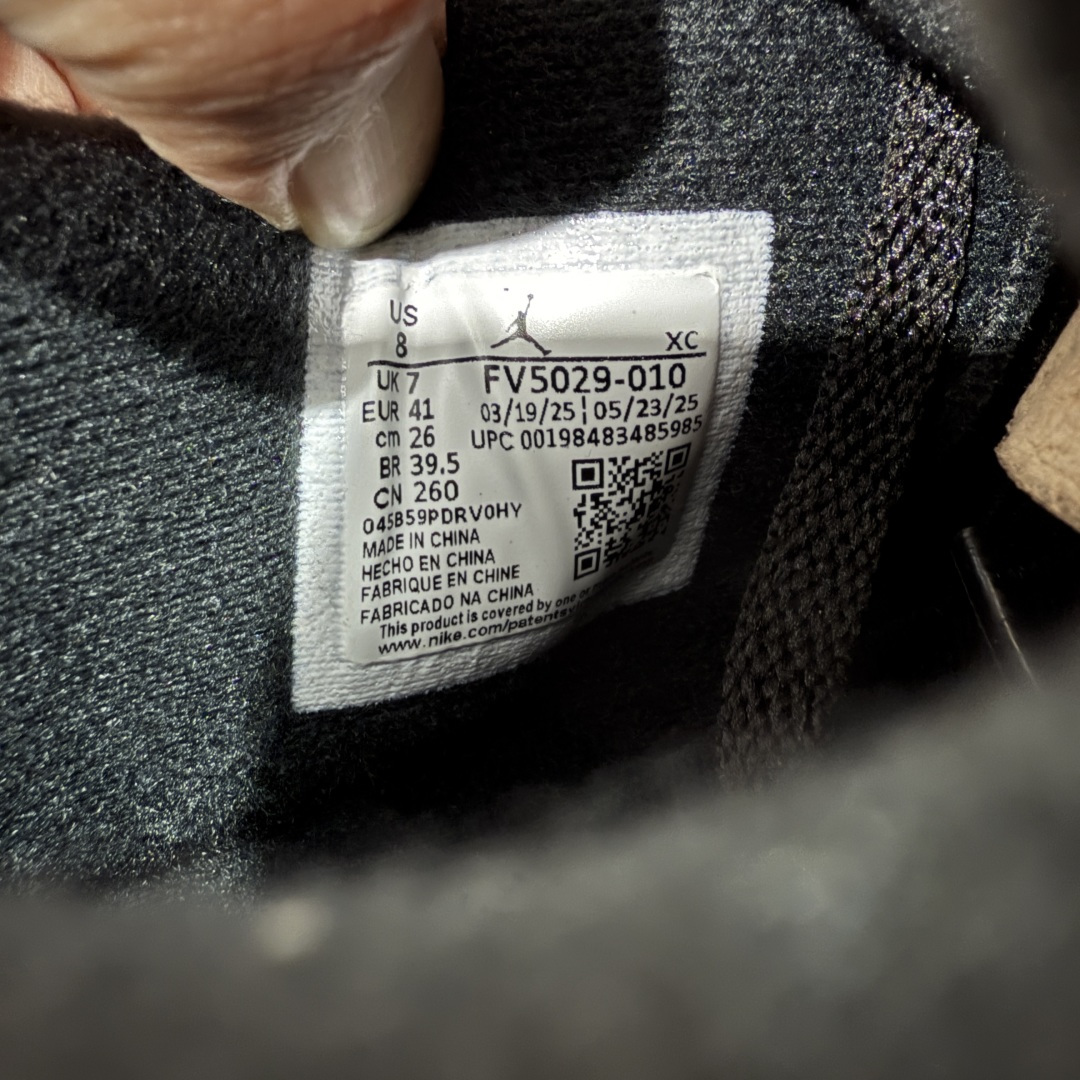 US
8
XC
UK 7
FV5029-010
EUR 41
03/19/25 ¦ 05/23/25
cm 26
UPC 00198483485985
BR 39.5
CN 260
045B59PDRV0HY
MADE IN CHINA
HECHO EN CHINA
FABRIQUE EN CHINE
FABRICADO NA CHINA
This product is covered by one
www.nike.com/patents